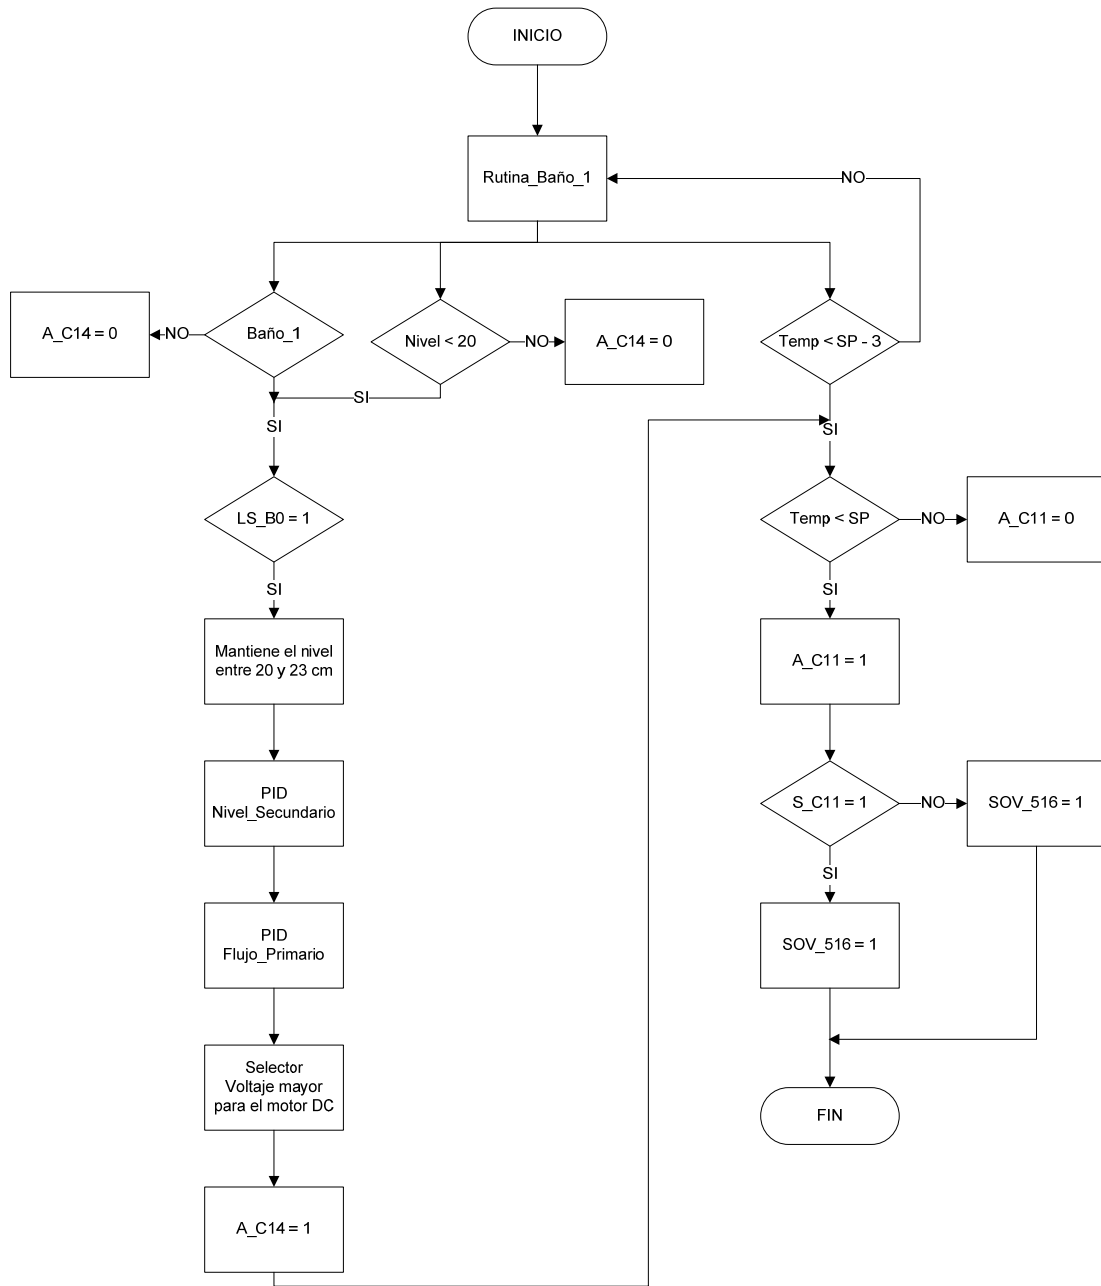 INICIO
Rutina_Baño_1
NO
A_C14 = 0
NO
Baño_1
Nivel < 20
NO
A_C14 = 0
Temp < SP - 3
SI
SI
SI
LS_B0 = 1
Temp < SP
NO
A_C11 = 0
SI
SI
Mantiene el nivel
entre 20 y 23 cm
A_C11 = 1
PID
Nivel_Secundario
S_C11 = 1
NO
SOV_516 = 1
SI
PID
Flujo_Primario
SOV_516 = 1
Selector
Voltaje mayor
para el motor DC
FIN
A_C14 = 1